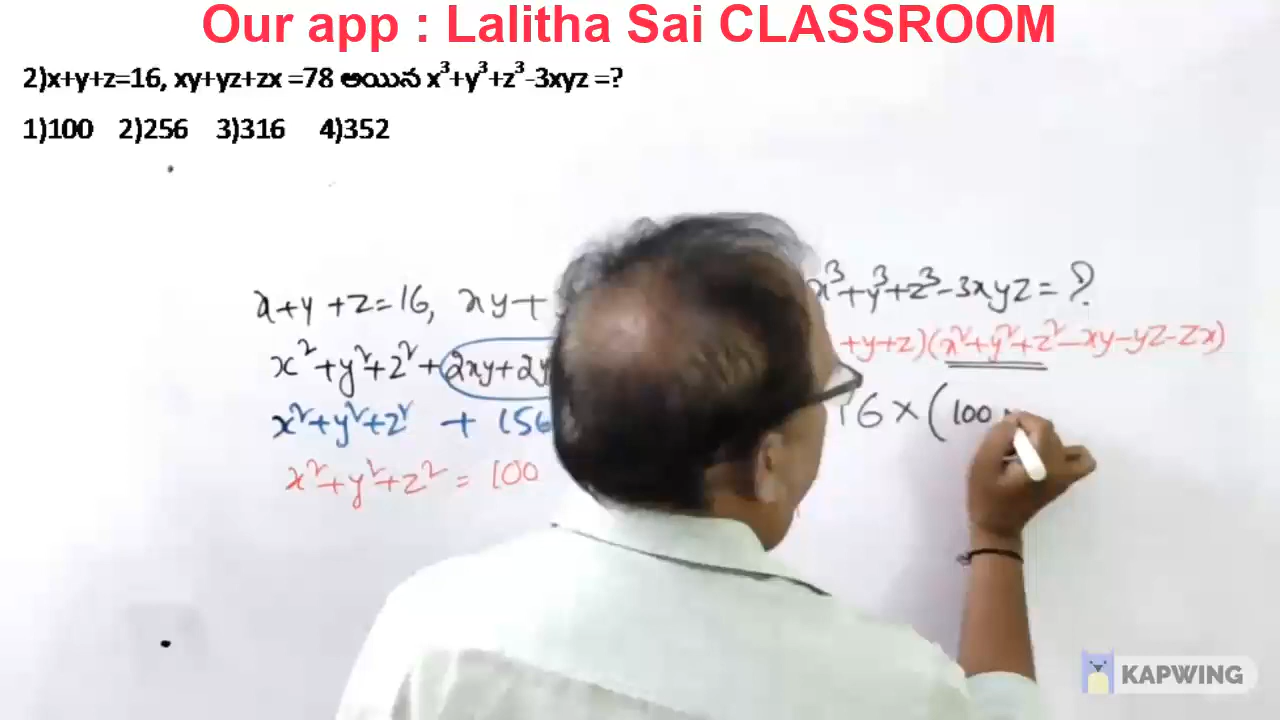 Our app : Lalitha Sai CLASSROOM
2)x+y+z=16, xy+yz+zx =78 అయిన x³+y³+z³-3xyz =?
1)100 2)256 3)316 4)352
x+y+z=16, xy+ x³+y³+z³-3xyz=?
x²+y²+z²+2xy+2y +y+z)(x²+y²+z²-xy-yz-zx)
x²+y²+z² + 156 16×(100
x²+y²+z²=100
KAPWING